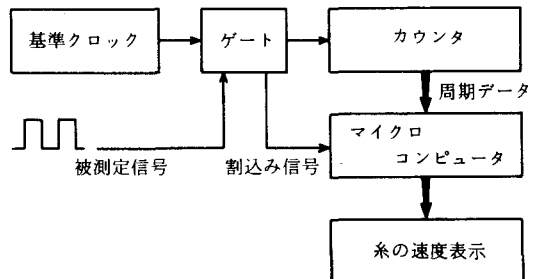 基準クロック
ゲート
カウンタ
周期データ
マイクロ
コンピュータ
被測定信号
割込み信号
糸の速度表示